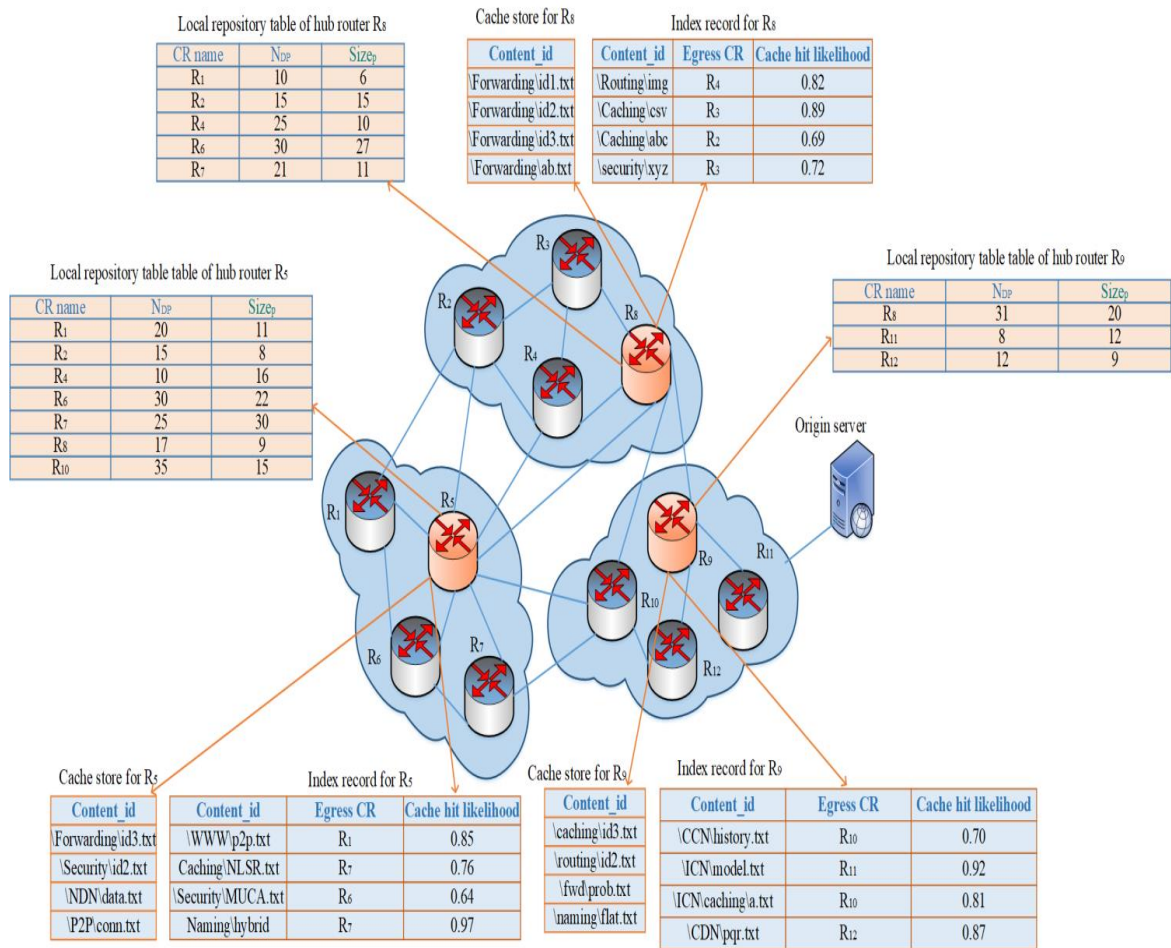 Local repository table of hub router R8
CR name NDP Sizep
R1 10 6
R2 15 15
R4 25 10
R6 30 27
R7 21 11
Cache store for R8
Content_id
\Forwarding\id1.txt
\Forwarding\id2.txt
\Forwarding\id3.txt
\Forwarding\ab.txt
Index record for R8
Content_id Egress CR Cache hit likelihood
\Routing\img R4 0.82
\Caching\csv R3 0.89
\Caching\abc R2 0.69
\security\xyz R3 0.72
Local repository table table of hub router R5
CR name NDP Sizep
R1 20 11
R2 15 8
R4 10 16
R6 30 22
R7 25 30
R8 17 9
R10 35 15
Local repository table table of hub router R9
CR name NDP Sizep
R8 31 20
R11 8 12
R12 12 9
R3
R2
R8
R4
Origin server
R5
R1
R11
R9
R10
R6
R7
R12
Cache store for R5
Content_id
\Forwarding\id3.txt
\Security\id2.txt
\NDN\data.txt
\P2P\conn.txt
Index record for R5
Content_id Egress CR Cache hit likelihood
\WWW\p2p.txt R1 0.85
Caching\NLSR.txt R7 0.76
\Security\MUCA.txt R6 0.64
Naming\hybrid R7 0.97
Cache store for R9
Content_id
\caching\id3.txt
\routing\id2.txt
\fwd\prob.txt
\naming\flat.txt
Index record for R9
Content_id Egress CR Cache hit likelihood
\CCN\history.txt R10 0.70
\ICN\model.txt R11 0.92
\ICN\caching\a.txt R10 0.81
\CDN\pqr.txt R12 0.87